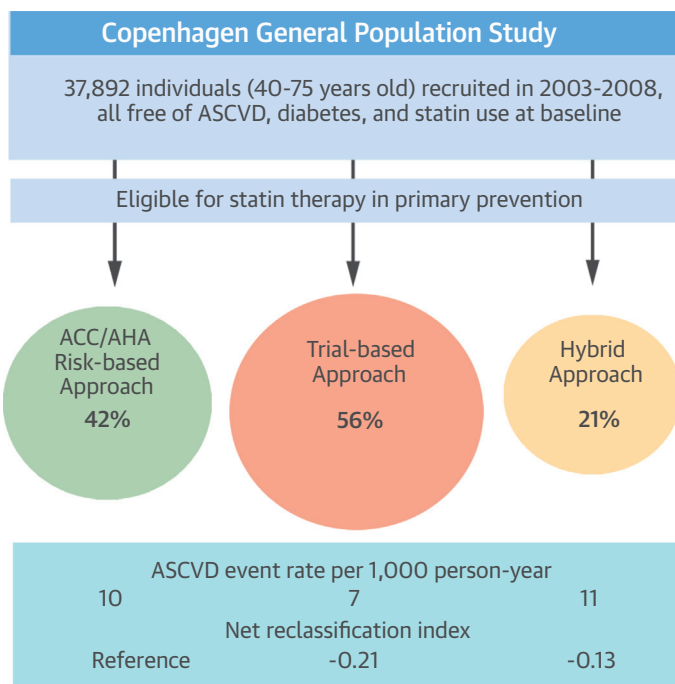 Copenhagen General Population Study
37,892 individuals (40-75 years old) recruited in 2003-2008,
all free of ASCVD, diabetes, and statin use at baseline
Eligible for statin therapy in primary prevention
ACC/AHA
Risk-based
Approach
42%
Trial-based
Approach
56%
Hybrid
Approach
21%
ASCVD event rate per 1,000 person-year
10 7 11
Net reclassification index
Reference -0.21 -0.13